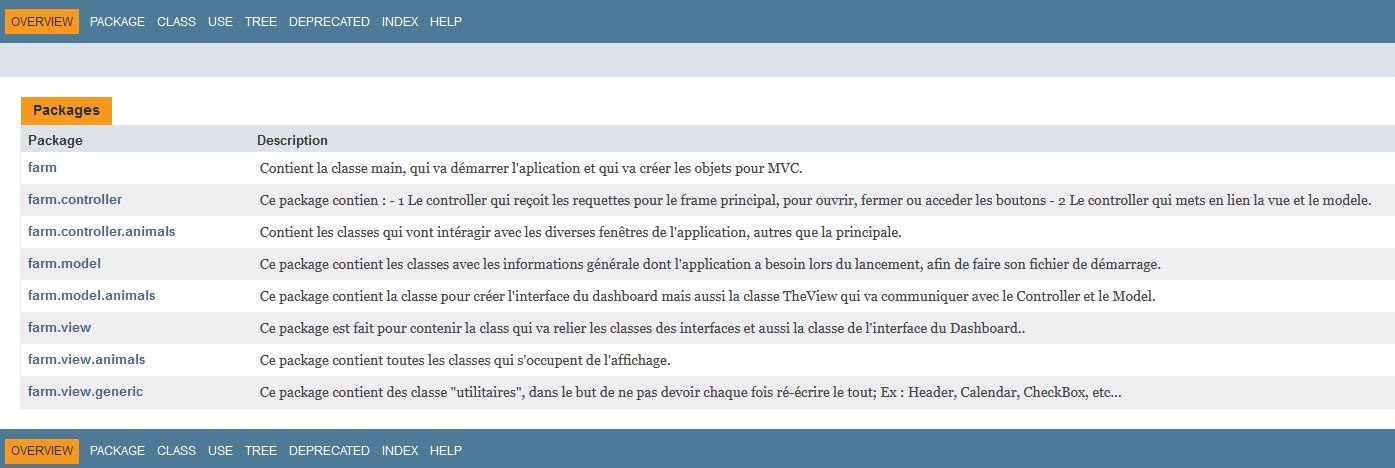 OVERVIEW PACKAGE CLASS USE TREE DEPRECATED INDEX HELP
Packages
Package Description
farm Contient la classe main, qui va démarrer l'aplication et qui va créer les objets pour MVC.
farm.controller Ce package contien : - 1 Le controller qui reçoit les requettes pour le frame principal, pour ouvrir, fermer ou acceder les boutons - 2 Le controller qui mets en lien la vue et le modele.
farm.controller.animals Contient les classes qui vont intéragir avec les diverses fenêtres de l'application, autres que la principale.
farm.model Ce package contient les classes avec les informations générale dont l'application a besoin lors du lancement, afin de faire son fichier de démarrage.
farm.model.animals Ce package contient la classe pour créer l'interface du dashboard mais aussi la classe TheView qui va communiquer avec le Controller et le Model.
farm.view Ce package est fait pour contenir la class qui va relier les classes des interfaces et aussi la classe de l'interface du Dashboard..
farm.view.animals Ce package contient toutes les classes qui s'occupent de l'affichage.
farm.view.generic Ce package contient des classe "utilitaires", dans le but de ne pas devoir chaque fois ré-écrire le tout; Ex : Header, Calendar, CheckBox, etc...
OVERVIEW PACKAGE CLASS USE TREE DEPRECATED INDEX HELP